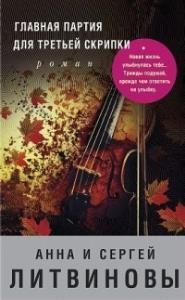 ГЛАВНАЯ ПАРТИЯ
ДЛЯ ТРЕТЬЕЙ СКРИПКИ
роман
Новая жизнь
улыбнулась тебе...
Трижды подумай,
прежде чем ответить
на улыбку.
АННА И СЕРГЕЙ
ЛИТВИНОВЫ